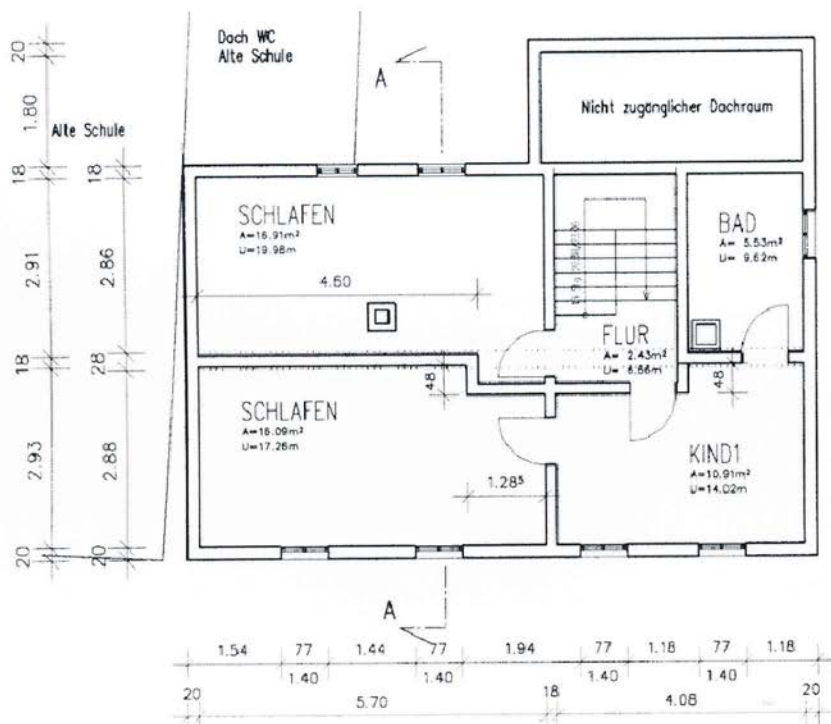 Dach WC
Alte Schule
A
Nicht zugänglicher Dachraum
Alte Schule
20
1.80
18
2.91
18
2.93
20
18
2.86
28
2.88
20
SCHLAFEN
A=16.91m²
U=19.98m
4.60
BAD
A= 5.53m²
U= 9.62m
FLUR
A= 2.43m²
U= 6.66m
48
48
SCHLAFEN
A=16.09m²
U=17.26m
1.28⁵
KIND1
A=10.91m²
U=14.02m
A
1.54 77 1.44 77 1.94 77 1.18 77 1.18
1.40 1.40 1.40 1.40
20 5.70 18 4.08 20